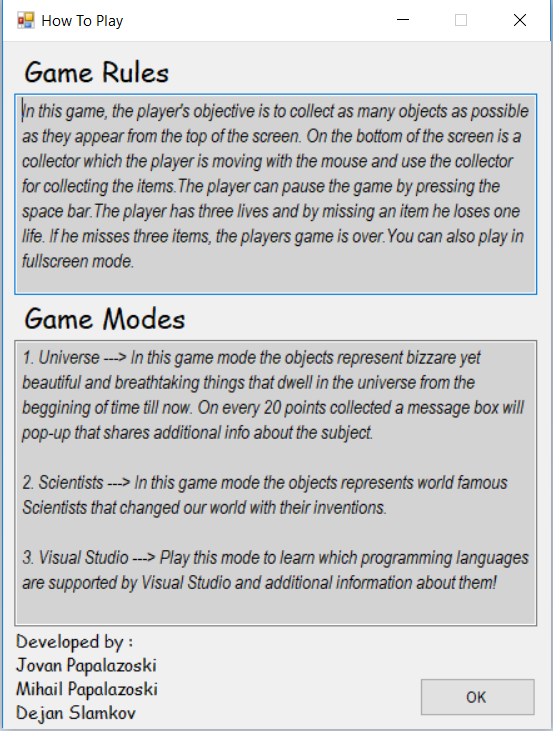 How To Play
Game Rules
In this game, the player's objective is to collect as many objects as possible
as they appear from the top of the screen. On the bottom of the screen is a
collector which the player is moving with the mouse and use the collector
for collecting the items.The player can pause the game by pressing the
space bar.The player has three lives and by missing an item he loses one
life. If he misses three items, the players game is over.You can also play in
fullscreen mode.
Game Modes
1. Universe ---> In this game mode the objects represent bizzare yet
beautiful and breathtaking things that dwell in the universe from the
beggining of time till now. On every 20 points collected a message box will
pop-up that shares additional info about the subject.
2. Scientists ---> In this game mode the objects represents world famous
Scientists that changed our world with their inventions.
3. Visual Studio ---> Play this mode to learn which programming languages
are supported by Visual Studio and additional information about them!
Developed by :
Jovan Papalazoski
Mihail Papalazoski
Dejan Slamkov
OK